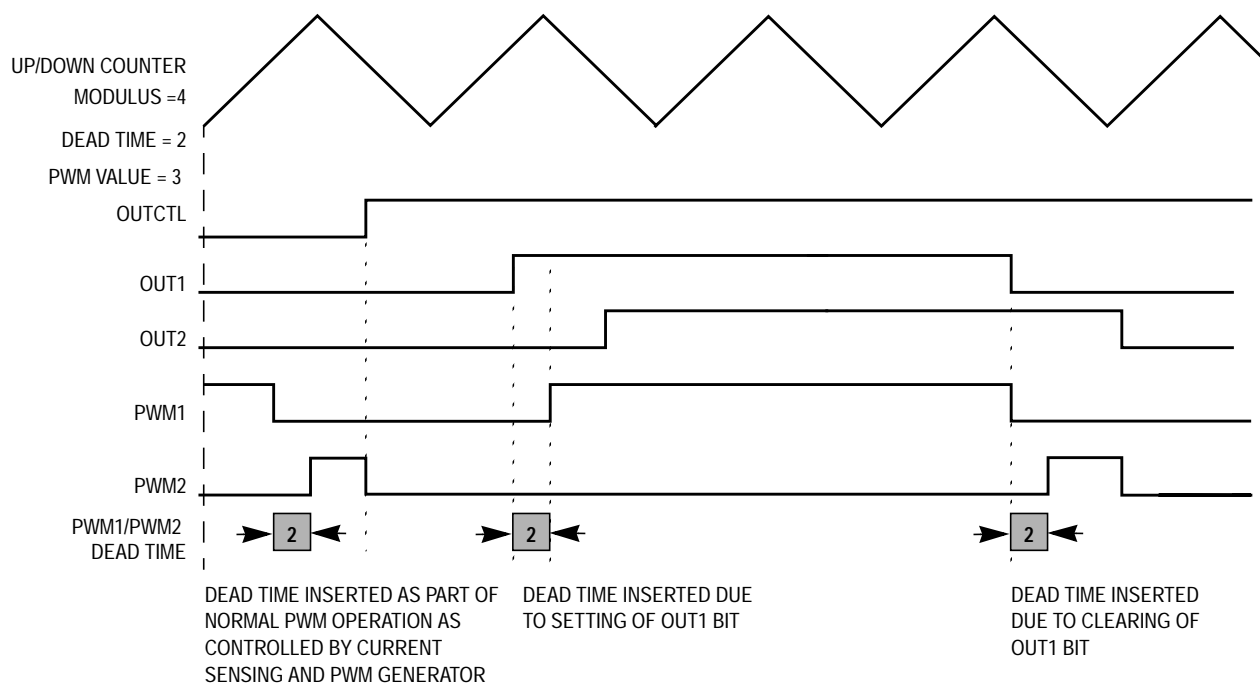 UP/DOWN COUNTER
MODULUS =4
DEAD TIME = 2
PWM VALUE = 3
OUTCTL
OUT1
OUT2
PWM1
PWM2
PWM1/PWM2
DEAD TIME
2
2
2
DEAD TIME INSERTED AS PART OF
NORMAL PWM OPERATION AS
CONTROLLED BY CURRENT
SENSING AND PWM GENERATOR
DEAD TIME INSERTED DUE
TO SETTING OF OUT1 BIT
DEAD TIME INSERTED
DUE TO CLEARING OF
OUT1 BIT